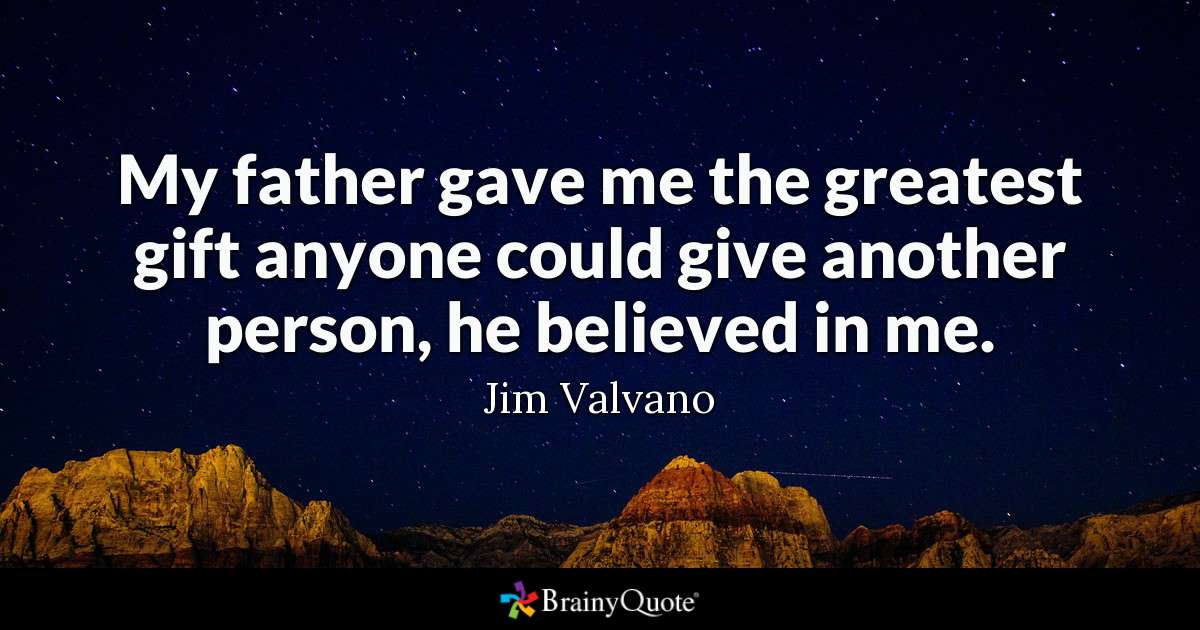 My father gave me the greatest
gift anyone could give another
person, he believed in me.
Jim Valvano
BrainyQuote®